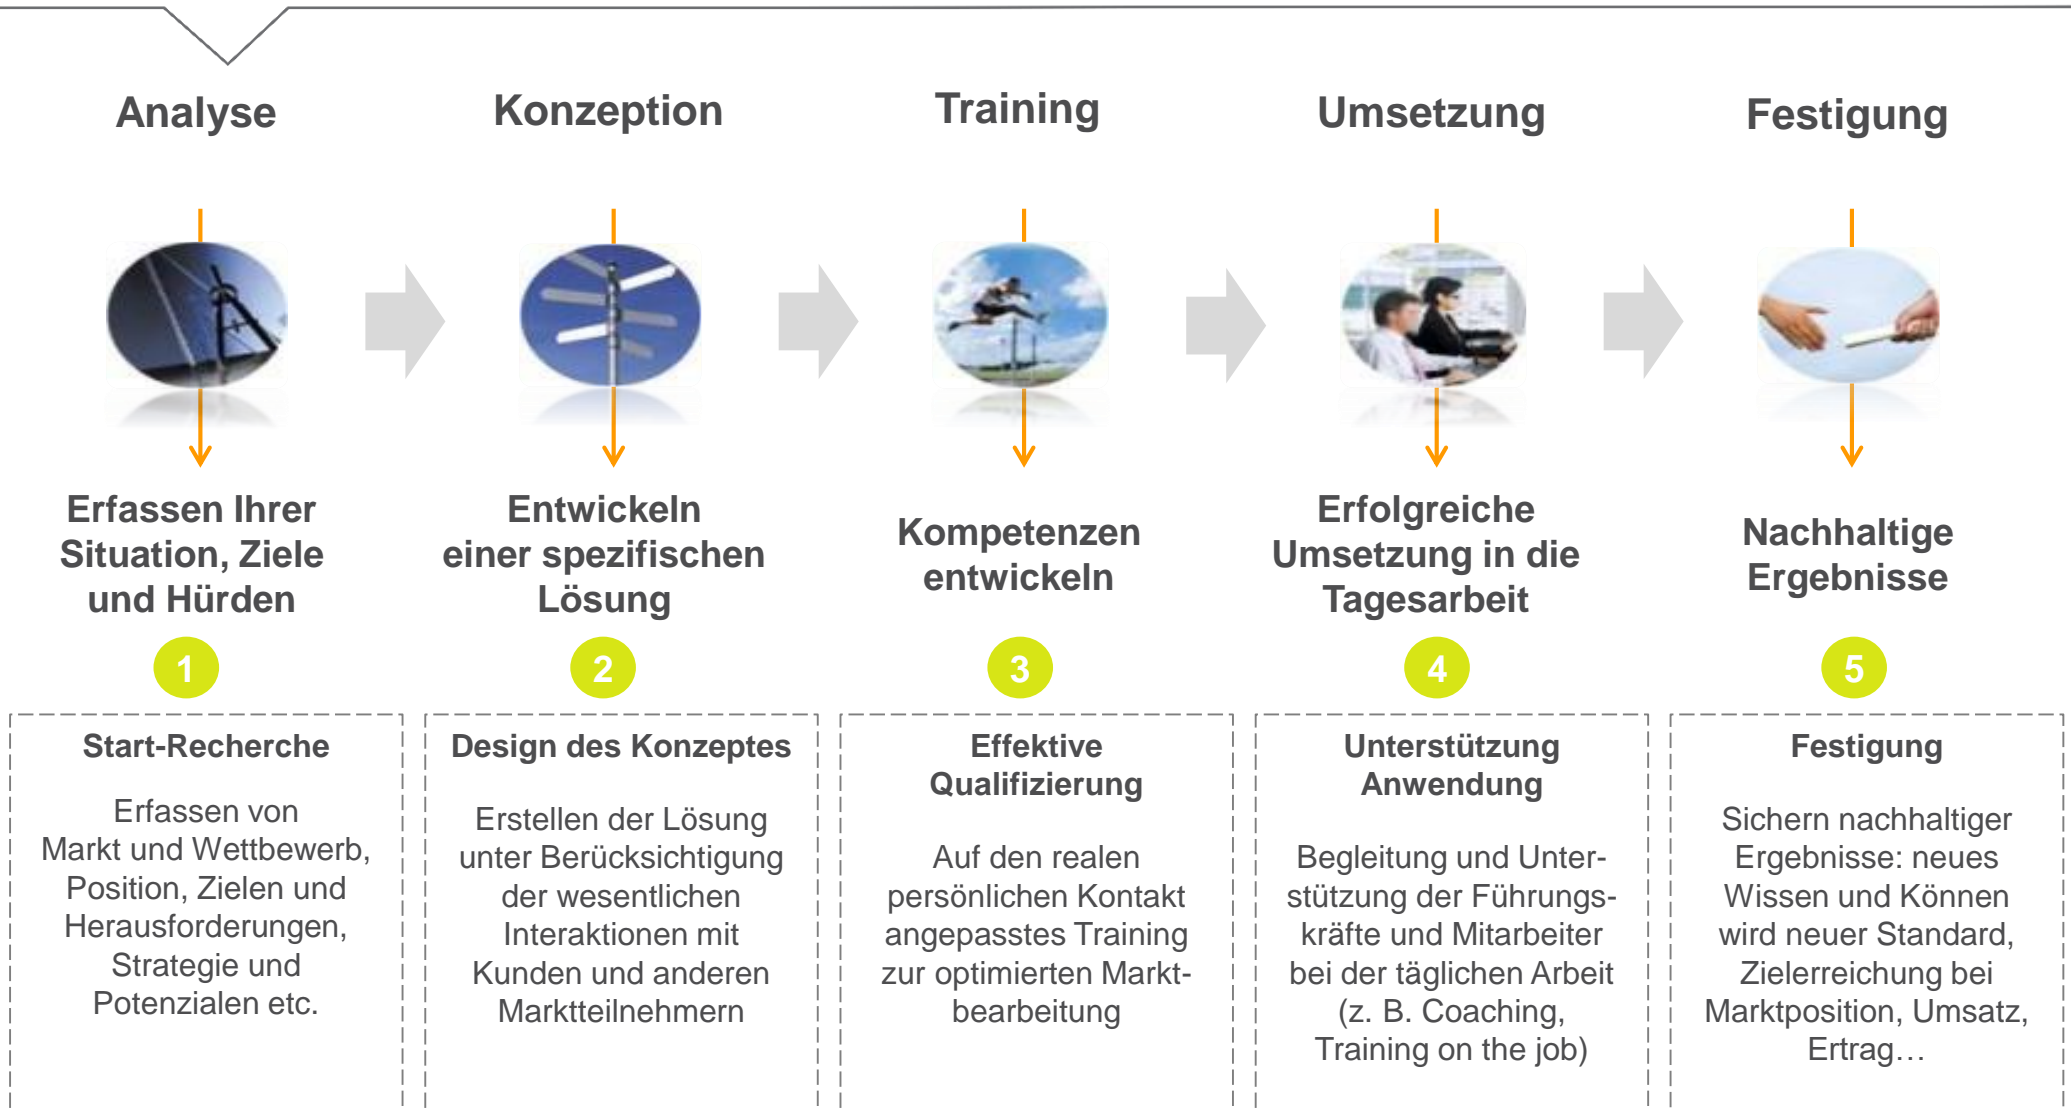 Analyse
Konzeption
Training
Umsetzung
Festigung
Erfassen Ihrer
Situation, Ziele
und Hürden
Entwickeln
einer spezifischen
Lösung
Kompetenzen
entwickeln
Erfolgreiche
Umsetzung in die
Tagesarbeit
Nachhaltige
Ergebnisse
1
2
3
4
5
Start-Recherche
Erfassen von
Markt und Wettbewerb,
Position, Zielen und
Herausforderungen,
Strategie und
Potenzialen etc.
Design des Konzeptes
Erstellen der Lösung
unter Berücksichtigung
der wesentlichen
Interaktionen mit
Kunden und anderen
Marktteilnehmern
Effektive
Qualifizierung
Auf den realen
persönlichen Kontakt
angepasstes Training
zur optimierten Markt-
bearbeitung
Unterstützung
Anwendung
Begleitung und Unter-
stützung der Führungs-
kräfte und Mitarbeiter
bei der täglichen Arbeit
(z. B. Coaching,
Training on the job)
Festigung
Sichern nachhaltiger
Ergebnisse: neues
Wissen und Können
wird neuer Standard,
Zielerreichung bei
Marktposition, Umsatz,
Ertrag…